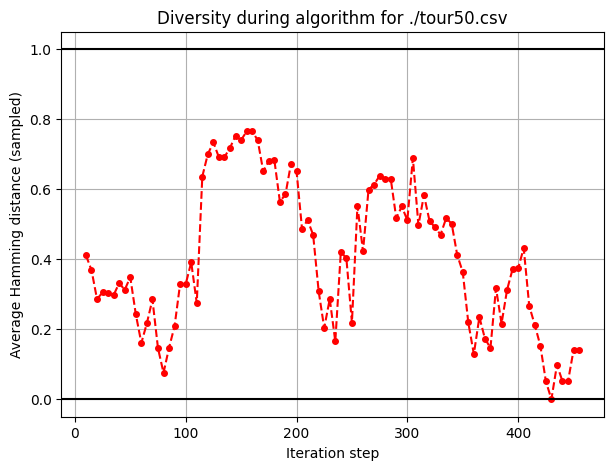 Diversity during algorithm for ./tour50.csv
1.0
0.8
0.6
0.4
0.2
0.0
Average Hamming distance (sampled)
0 100 200 300 400
Iteration step